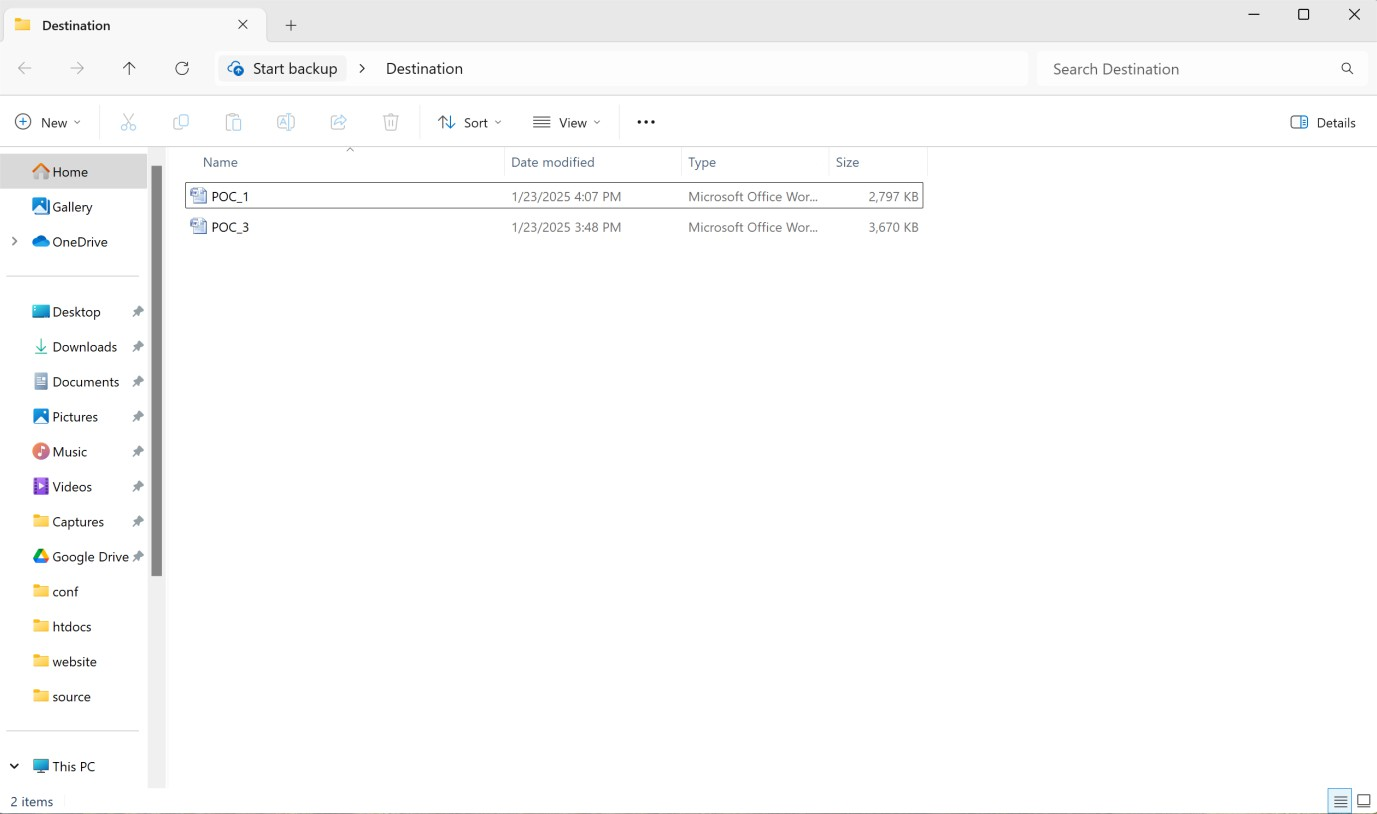 Destination
Start backup > Destination
Search Destination
New
Sort
View
Details
Name Date modified Type Size
POC_1 1/23/2025 4:07 PM Microsoft Office Wor... 2,797 KB
POC_3 1/23/2025 3:48 PM Microsoft Office Wor... 3,670 KB
Home
Gallery
OneDrive
Desktop
Downloads
Documents
Pictures
Music
Videos
Captures
Google Drive
conf
htdocs
website
source
This PC
2 items